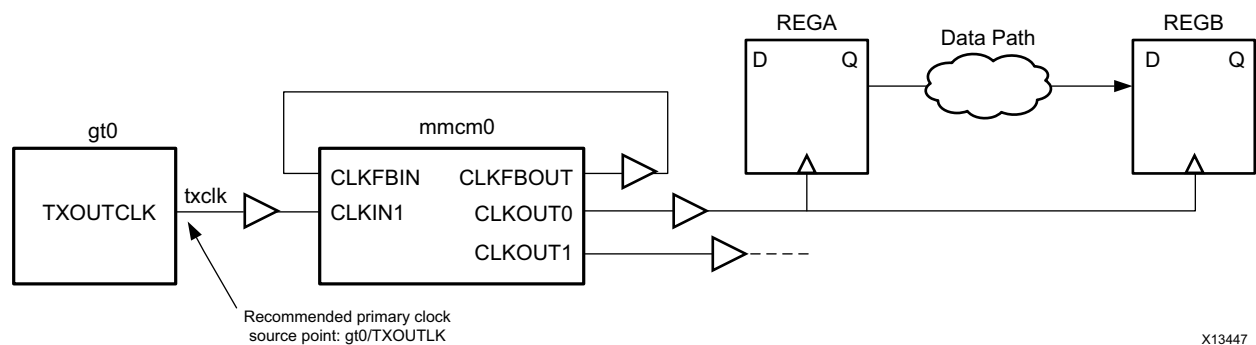 REGA
REGB
D Q
Data Path
D Q
gt0
mmcm0
TXOUTCLK
txclk
CLKFBIN CLKFBOUT
CLKIN1 CLKOUT0
CLKOUT1
Recommended primary clock
source point: gt0/TXOUTLK
X13447